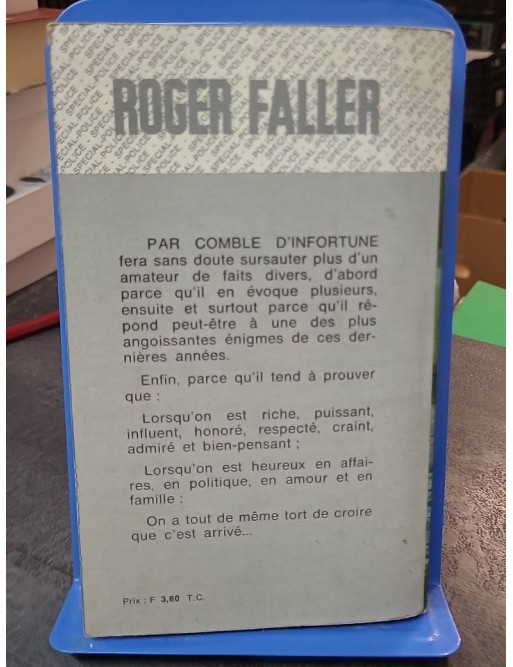 ROGER FALLER
PAR COMBLE D'INFORTUNE
fera sans doute sursauter plus d'un
amateur de faits divers, d'abord
parce qu'il en évoque plusieurs,
ensuite et surtout parce qu'il ré-
pond peut-être à une des plus
angoissantes énigmes de ces der-
nières années.
Enfin, parce qu'il tend à prouver
que :
Lorsqu'on est riche, puissant,
influent, honoré, respecté, craint,
admiré et bien-pensant ;
Lorsqu'on est heureux en affai-
res, en politique, en amour et en
famille :
On a tout de même tort de croire
que c'est arrivé...
Prix : F 3,80 T.C.